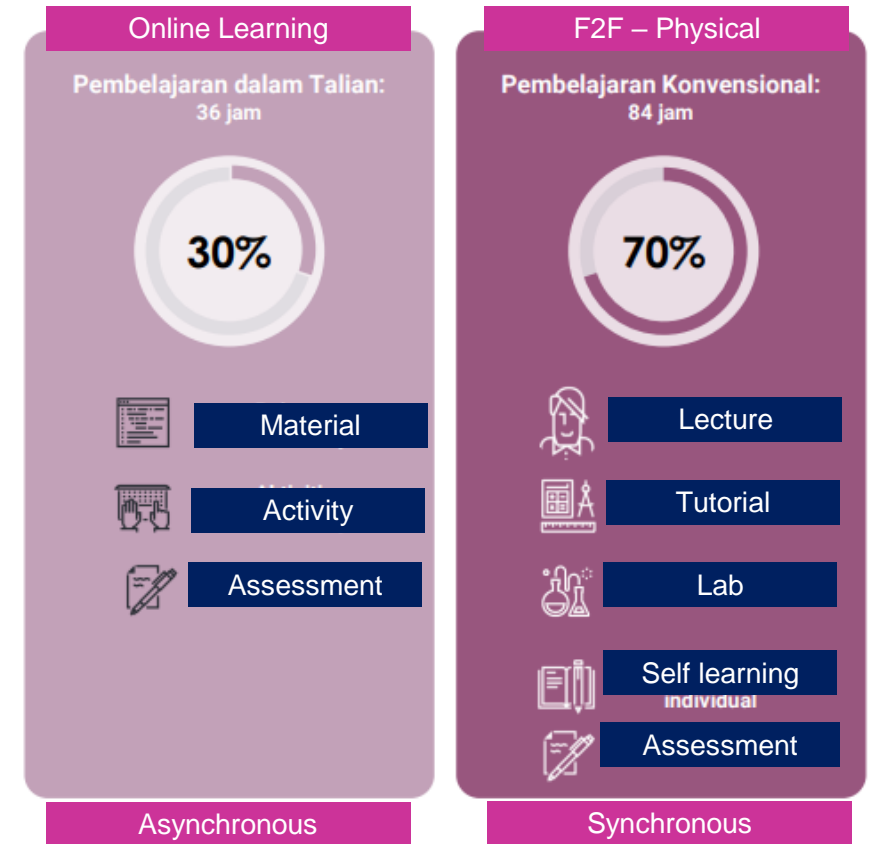 Online Learning
Pembelajaran dalam Talian:
36 jam
30%
Material
Activity
Assessment
Asynchronous
F2F – Physical
Pembelajaran Konvensional:
84 jam
70%
Lecture
Tutorial
Lab
Self learning
individual
Assessment
Synchronous